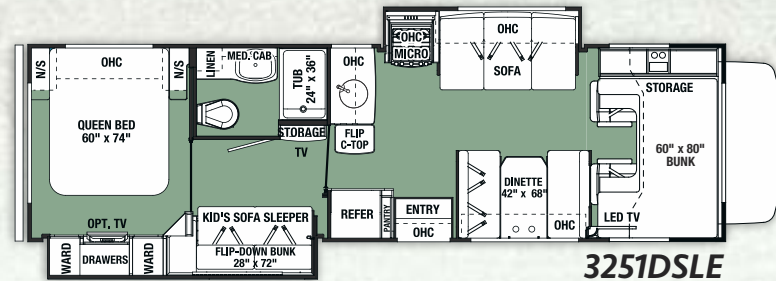 N/S
OHC
N/S
QUEEN BED
60" x 74"
OPT. TV
WARD
DRAWERS
WARD
LINEN
MED. CAB
TUB
24" x 36"
STORAGE
TV
KID'S SOFA SLEEPER
FLIP-DOWN BUNK
28" x 72"
OHC
FLIP
C-TOP
REFER
PANTRY
ENTRY
OHC
OHC
MICRO
OHC
SOFA
DINETTE
42" x 68"
OHC
STORAGE
60" x 80"
BUNK
LED TV
3251DSLE